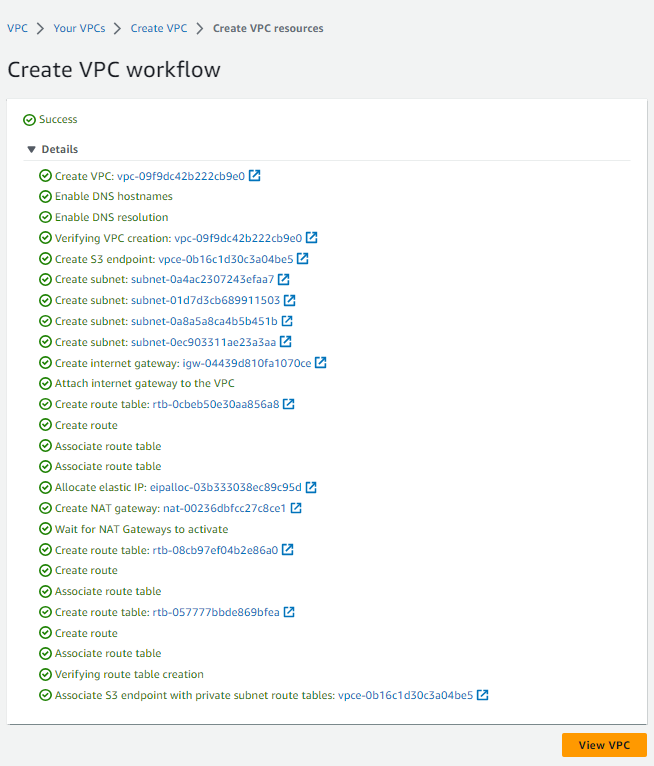 VPC > Your VPCs > Create VPC > Create VPC resources
Create VPC workflow
Success
Details
Create VPC: vpc-09f9dc42b222cb9e0
Enable DNS hostnames
Enable DNS resolution
Verifying VPC creation: vpc-09f9dc42b222cb9e0
Create S3 endpoint: vpce-0b16c1d30c3a04be5
Create subnet: subnet-0a4ac2307243efaa7
Create subnet: subnet-01d7d3cb689911503
Create subnet: subnet-0a8a5a8ca4b5b451b
Create subnet: subnet-0ec903311ae23a3aa
Create internet gateway: igw-04439d810fa1070ce
Attach internet gateway to the VPC
Create route table: rtb-0cbeb50e30aa856a8
Create route
Associate route table
Associate route table
Allocate elastic IP: eipalloc-03b333038ec89c95d
Create NAT gateway: nat-00236dbfcc27c8ce1
Wait for NAT Gateways to activate
Create route table: rtb-08cb97ef04b2e86a0
Create route
Associate route table
Create route table: rtb-057777bbde869bfea
Create route
Associate route table
Verifying route table creation
Associate S3 endpoint with private subnet route tables: vpce-0b16c1d30c3a04be5
View VPC